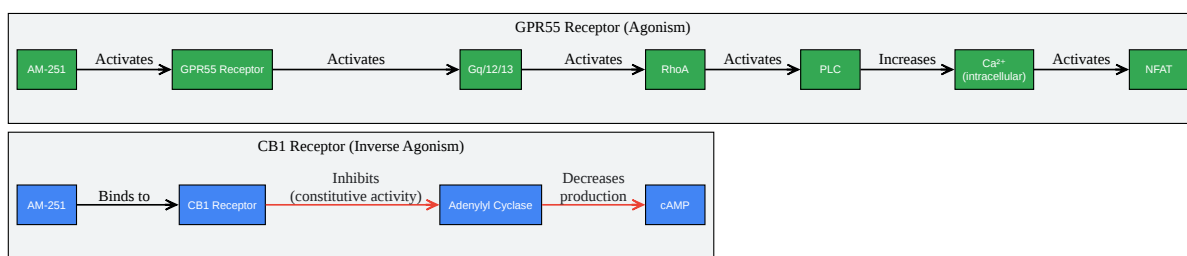 GPR55 Receptor (Agonism)
AM-251
Activates
GPR55 Receptor
Activates
Gq/12/13
Activates
RhoA
Activates
PLC
Increases
Ca²⁺
(intracellular)
Activates
NFAT
CB1 Receptor (Inverse Agonism)
AM-251
Binds to
CB1 Receptor
Inhibits
(constitutive activity)
Adenylyl Cyclase
Decreases
production
cAMP